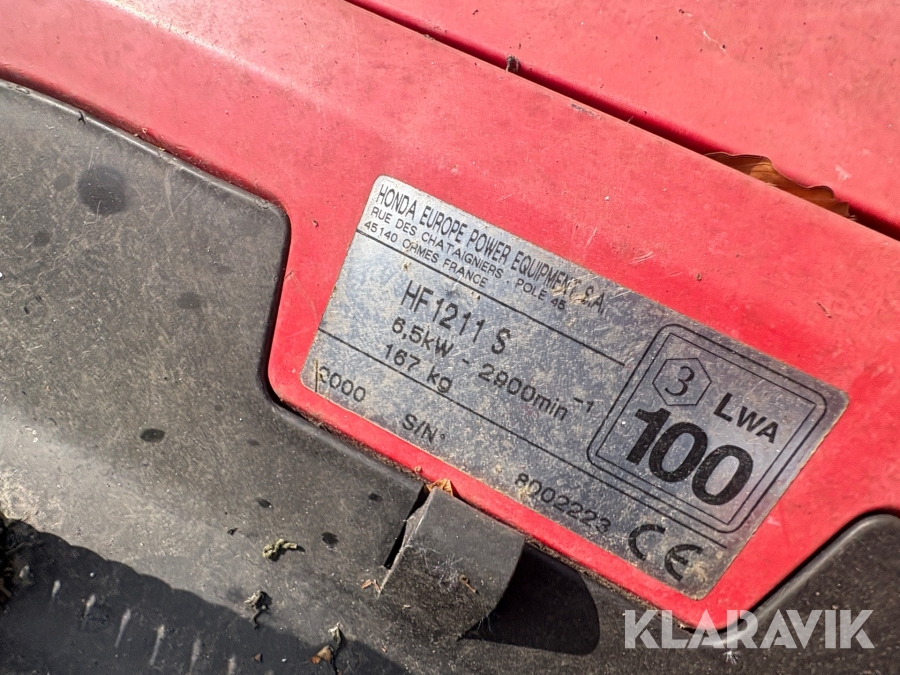 HONDA EUROPE POWER EQUIPMENT S.A.
RUE DES CHATAIGNIERS - POLE 45
45140 ORMES FRANCE
HF1211 S
6,5kW - 2900min⁻¹
167 kg
2000 S/N° 8002223
3 LWA
100
CE
KLARAVIK